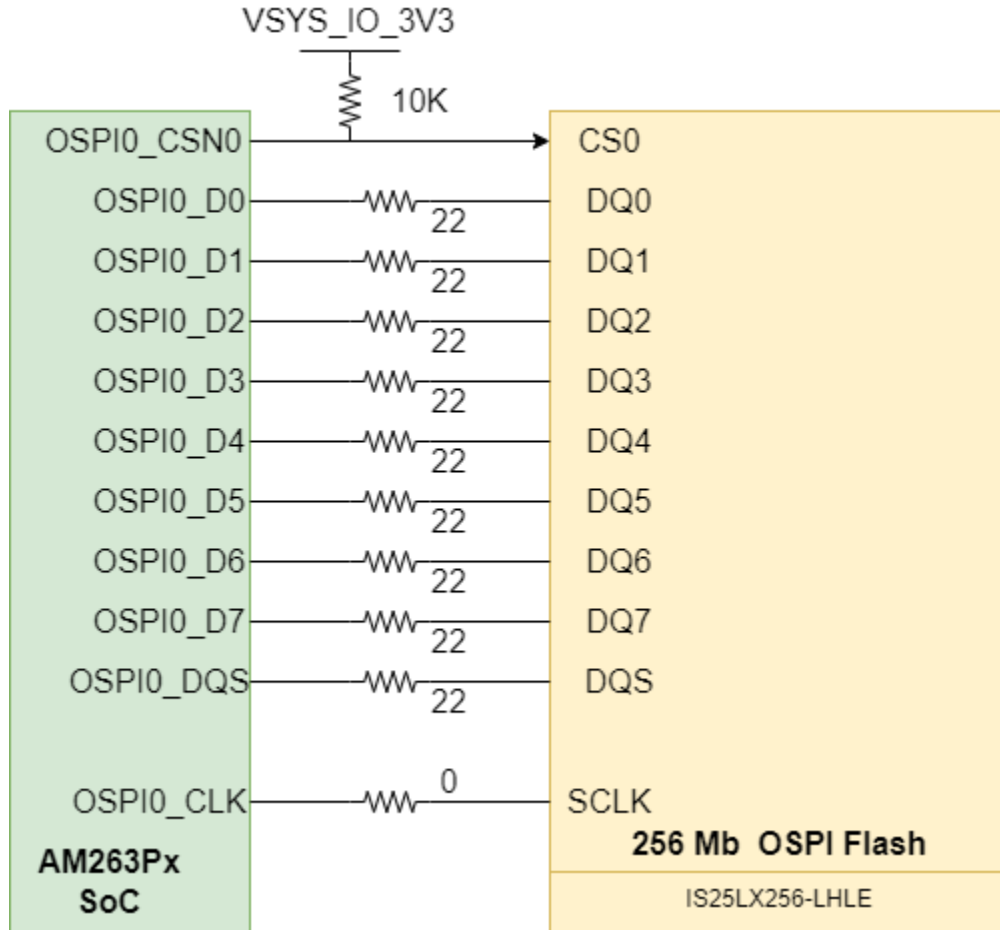 VSYS_IO_3V3
10K
OSPI0_CSN0 CS0
OSPI0_D0 22 DQ0
OSPI0_D1 22 DQ1
OSPI0_D2 22 DQ2
OSPI0_D3 22 DQ3
OSPI0_D4 22 DQ4
OSPI0_D5 22 DQ5
OSPI0_D6 22 DQ6
OSPI0_D7 22 DQ7
OSPI0_DQS 22 DQS
OSPI0_CLK 0 SCLK
AM263Px
SoC
256 Mb OSPI Flash
IS25LX256-LHLE